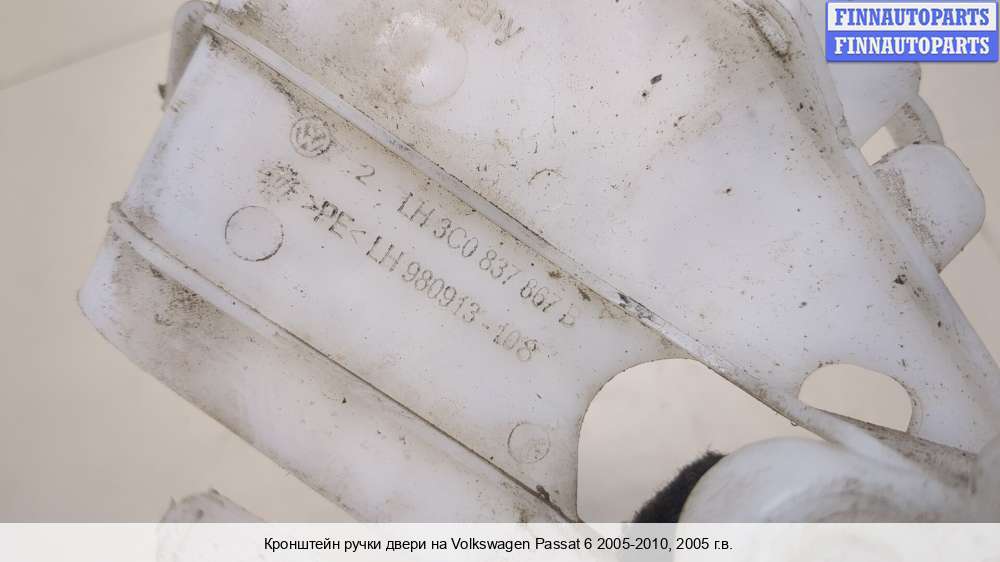 FINNAUTOPARTS
FINNAUTOPARTS
2 LH 3C0 837 867 B
>PE< LH 980913-108
Кронштейн ручки двери на Volkswagen Passat 6 2005-2010, 2005 г.в.